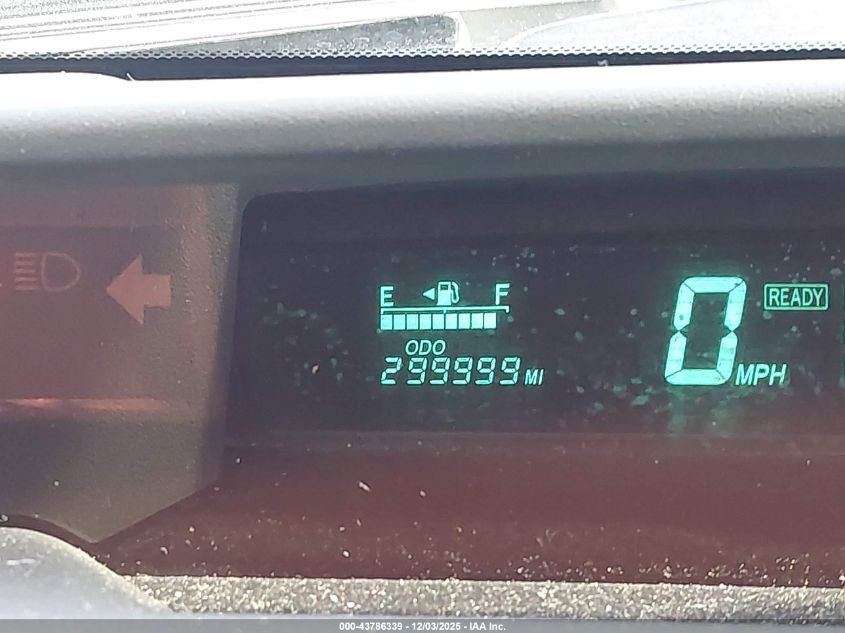 E F
0 READY
ODO
299999 MI
MPH
000-43786339 - 12/03/2025 - IAA Inc.